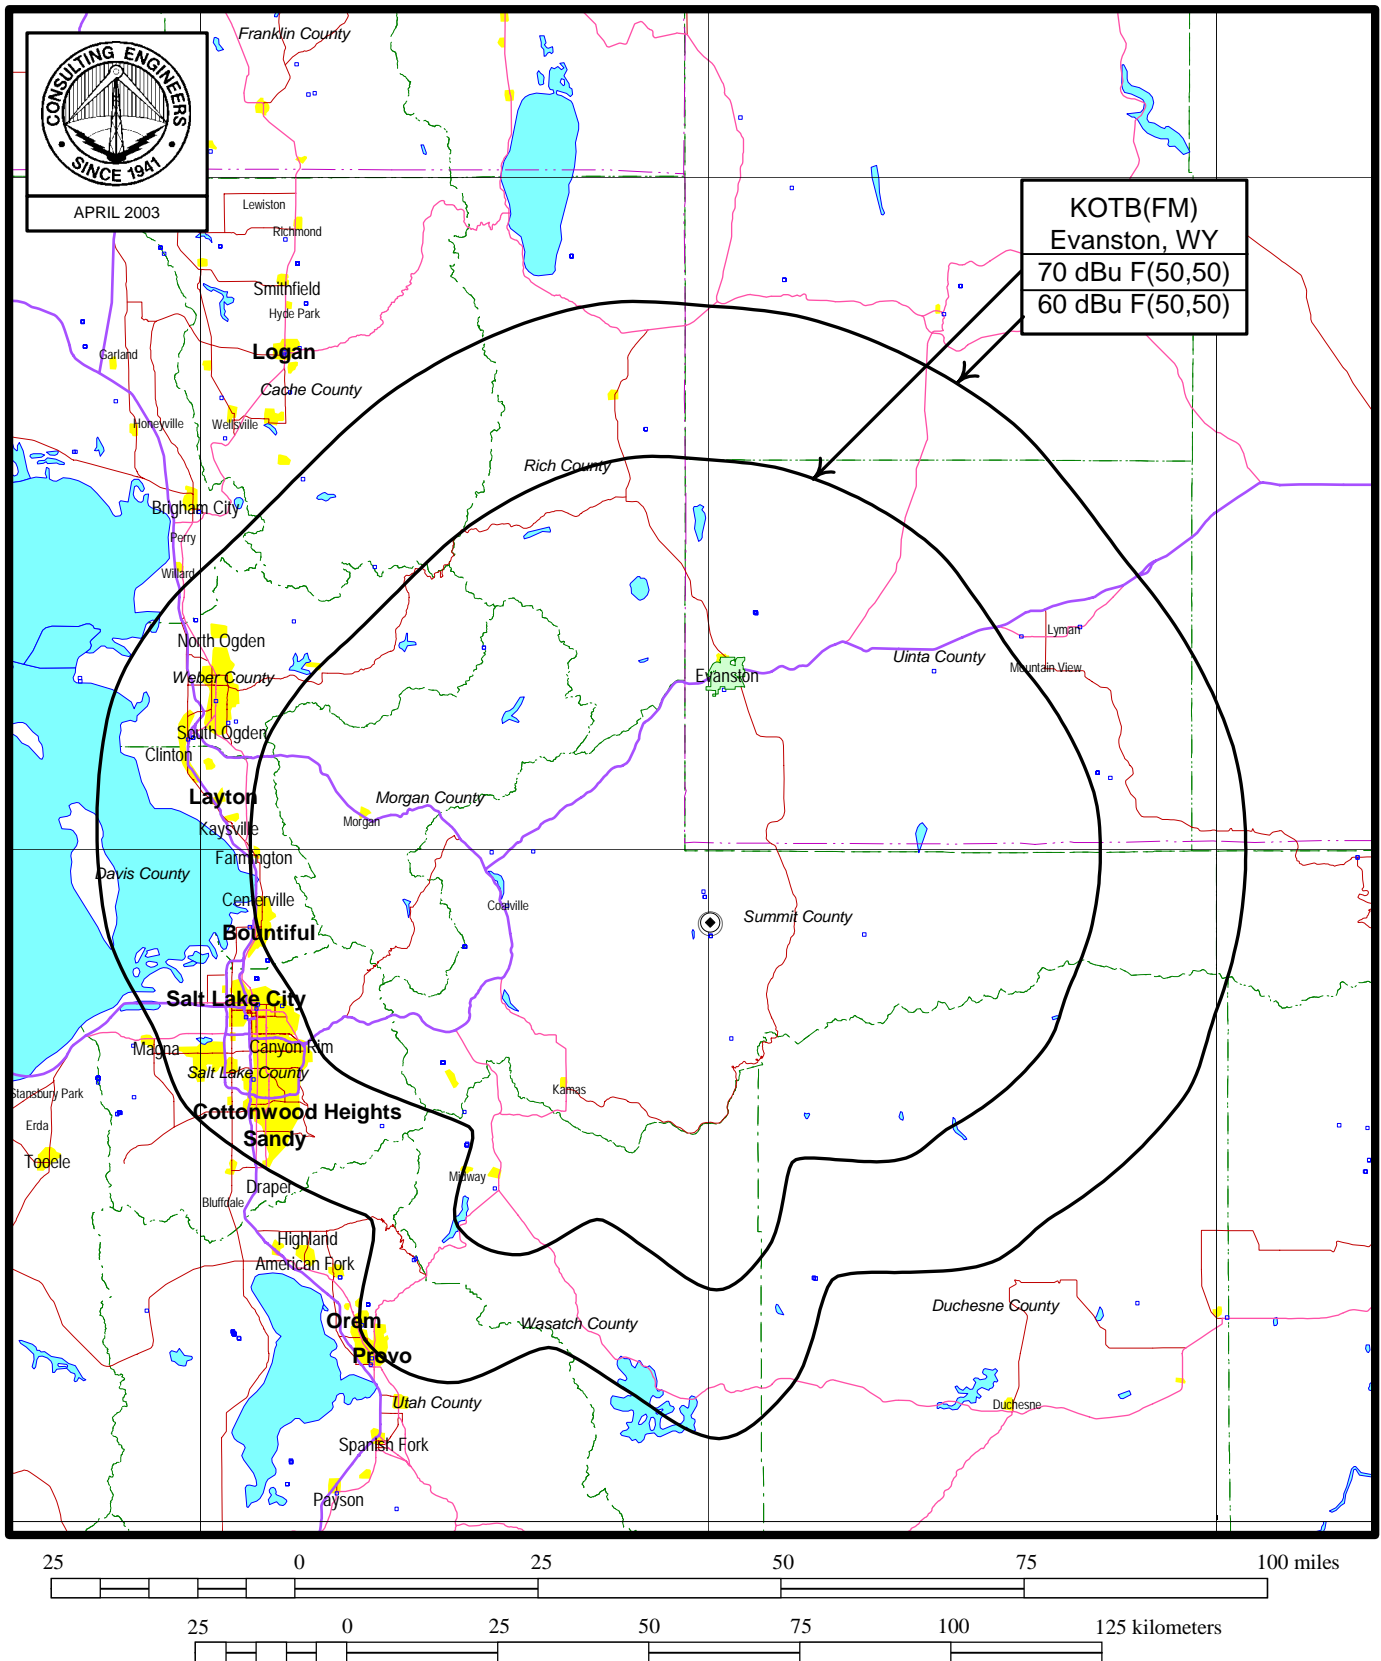 Franklin County
CONSULTING ENGINEERS
• SINCE 1941 •
APRIL 2003
Lewiston
Richmond
KOTB(FM)
Evanston, WY
70 dBu F(50,50)
60 dBu F(50,50)
Smithfield
Hyde Park
Logan
Garland
Cache County
Honeyville
Wellsville
Rich County
Brigham City
Perry
Willard
North Ogden
Lyman
Uinta County
Mountain View
Weber County
Evanston
South Ogden
Clinton
Layton
Morgan County
Morgan
Kaysville
Farmington
Davis County
Centerville
Coalville
Summit County
Bountiful
Salt Lake City
Magna
Canyon Rim
Salt Lake County
Stansbury Park
Kamas
Cottonwood Heights
Erda
Sandy
Tooele
Midway
Draper
Bluffdale
Highland
American Fork
Duchesne County
Orem
Wasatch County
Provo
Utah County
Duchesne
Spanish Fork
Payson
25 0 25 50 75 100 miles
25 0 25 50 75 100 125 kilometers